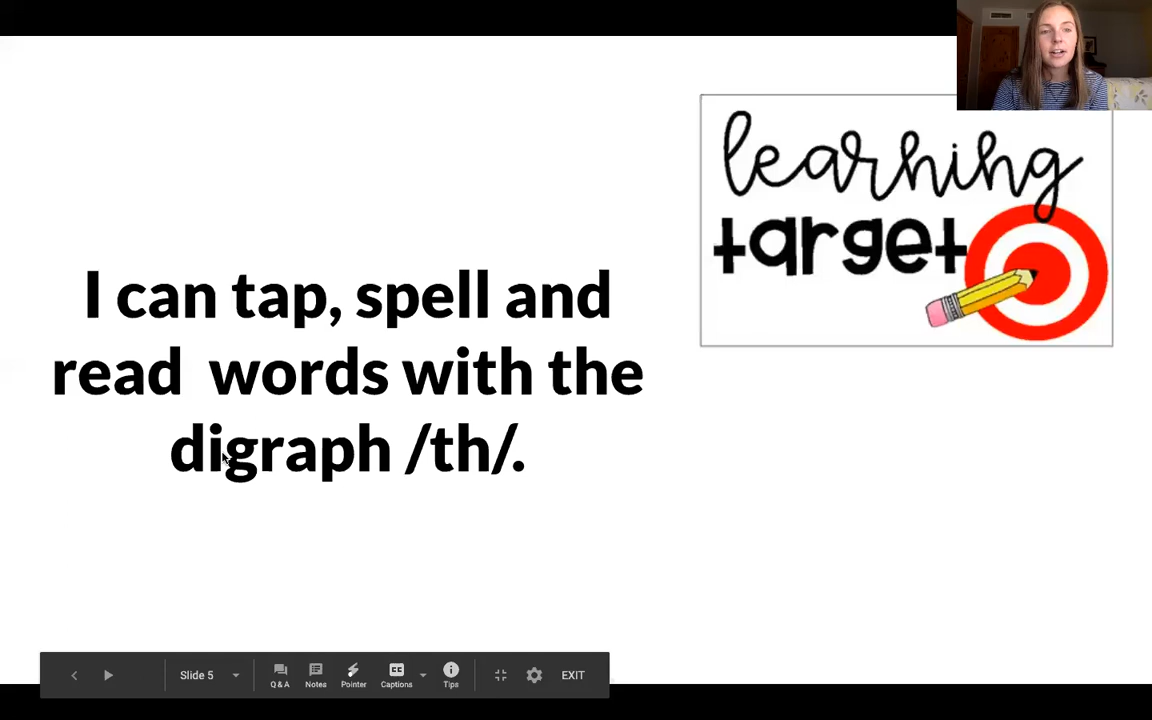 learning
target
I can tap, spell and
read  words with the
digraph /th/.
Slide 5
Q & A
Notes
Pointer
CC
Captions
Tips
EXIT